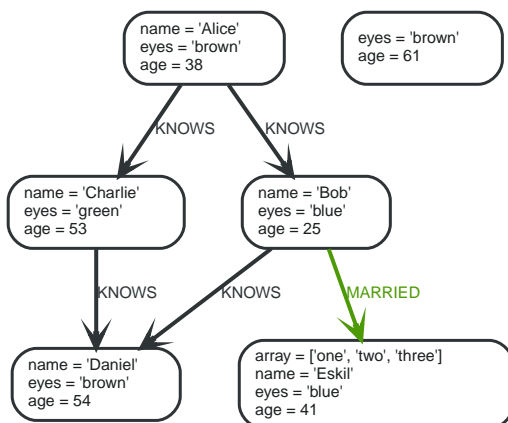 name = 'Alice'
eyes = 'brown'
age = 38
eyes = 'brown'
age = 61
KNOWS
KNOWS
name = 'Charlie'
eyes = 'green'
age = 53
name = 'Bob'
eyes = 'blue'
age = 25
KNOWS
KNOWS
MARRIED
name = 'Daniel'
eyes = 'brown'
age = 54
array = ['one', 'two', 'three']
name = 'Eskil'
eyes = 'blue'
age = 41